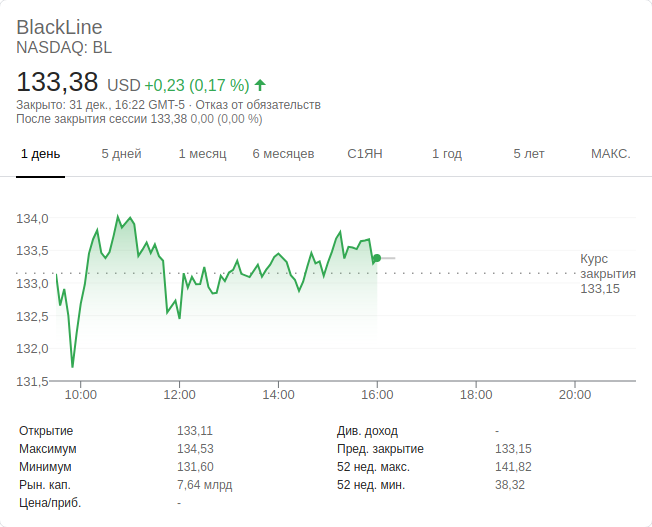 BlackLine
NASDAQ: BL
133,38 USD +0,23 (0,17 %)
Закрыто: 31 дек., 16:22 GMT-5 · Отказ от обязательств
После закрытия сессии 133,38 0,00 (0,00 %)
1 день 5 дней 1 месяц 6 месяцев С1ЯН 1 год 5 лет МАКС.
134,0
133,5
133,0
132,5
132,0
131,5
Курс
закрытия
133,15
10:00 12:00 14:00 16:00 18:00 20:00
Открытие 133,11
Максимум 134,53
Минимум 131,60
Рын. кап. 7,64 млрд
Цена/приб. -
Див. доход -
Пред. закрытие 133,15
52 нед. макс. 141,82
52 нед. мин. 38,32